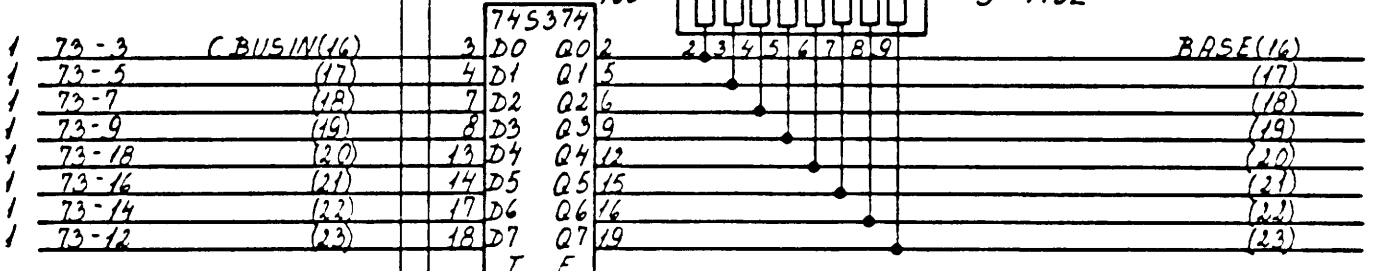 74S374
1 73-3 CBUSIN(16) 3 D0 Q0 2 2 3 4 5 6 7 8 9 BASE(16)
1 73-5 (17) 4 D1 Q1 5 (17)
1 73-7 (18) 7 D2 Q2 6 (18)
1 73-9 (19) 8 D3 Q3 9 (19)
1 73-18 (20) 13 D4 Q4 12 (20)
1 73-16 (21) 14 D5 Q5 15 (21)
1 73-14 (22) 17 D6 Q6 16 (22)
1 73-12 (23) 18 D7 Q7 19 (23)